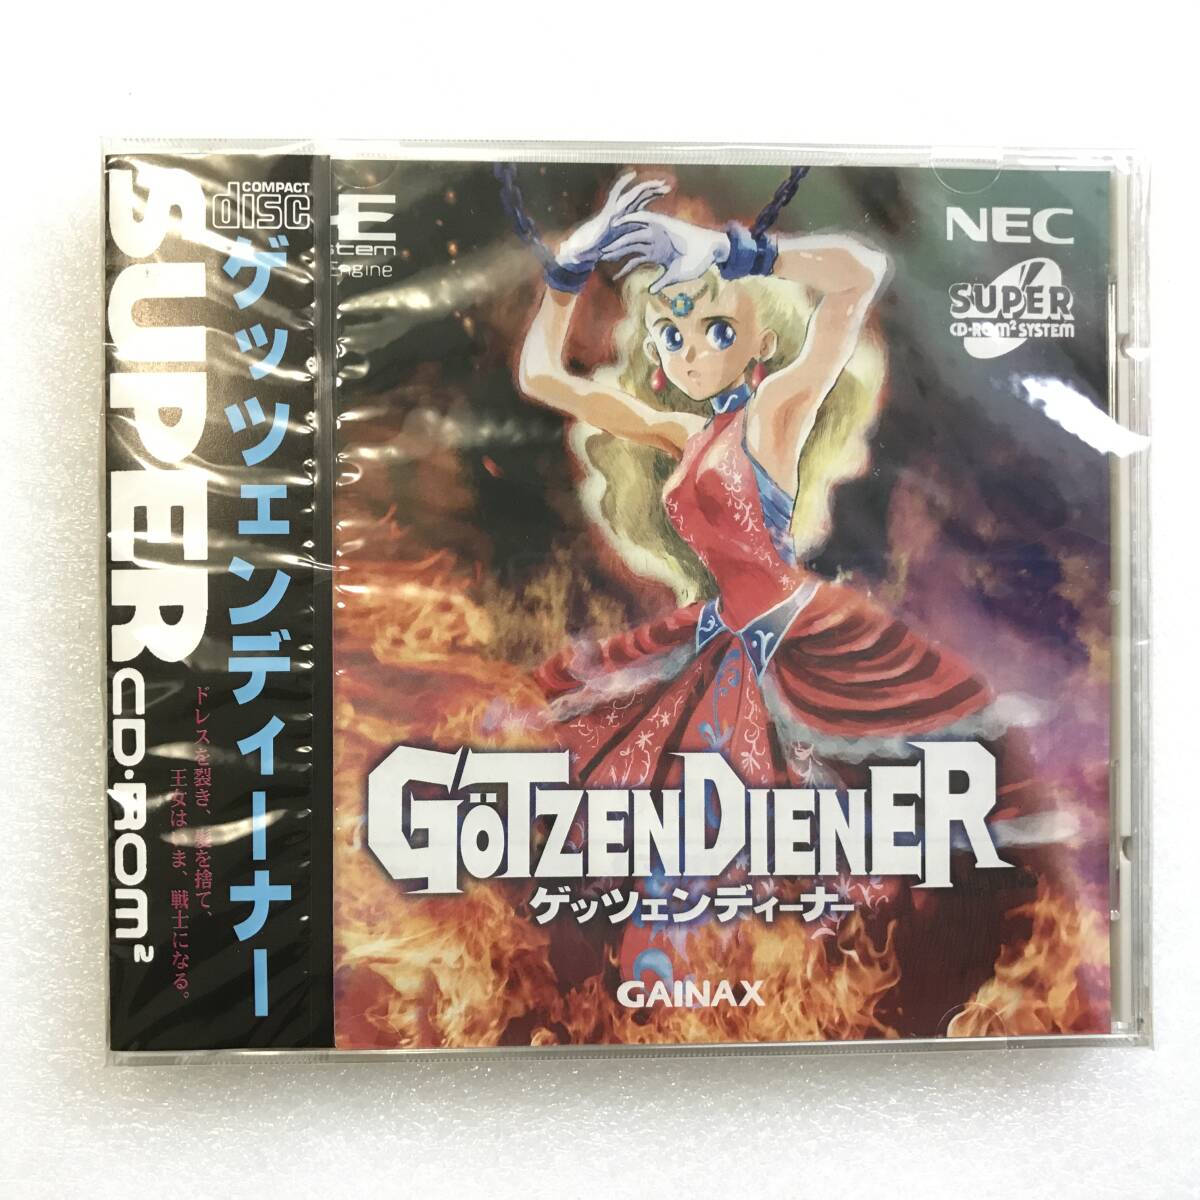 COMPACT
disc
SUPER CD·ROM²
ゲッツェンディーナー
ドレスを裂き、髪を捨て、
王女はいま、戦士になる。
E
stem
Engine
NEC
SUPER
CD·ROM² SYSTEM
GÖTZENDIENER
ゲッツェンディーナー
GAINAX